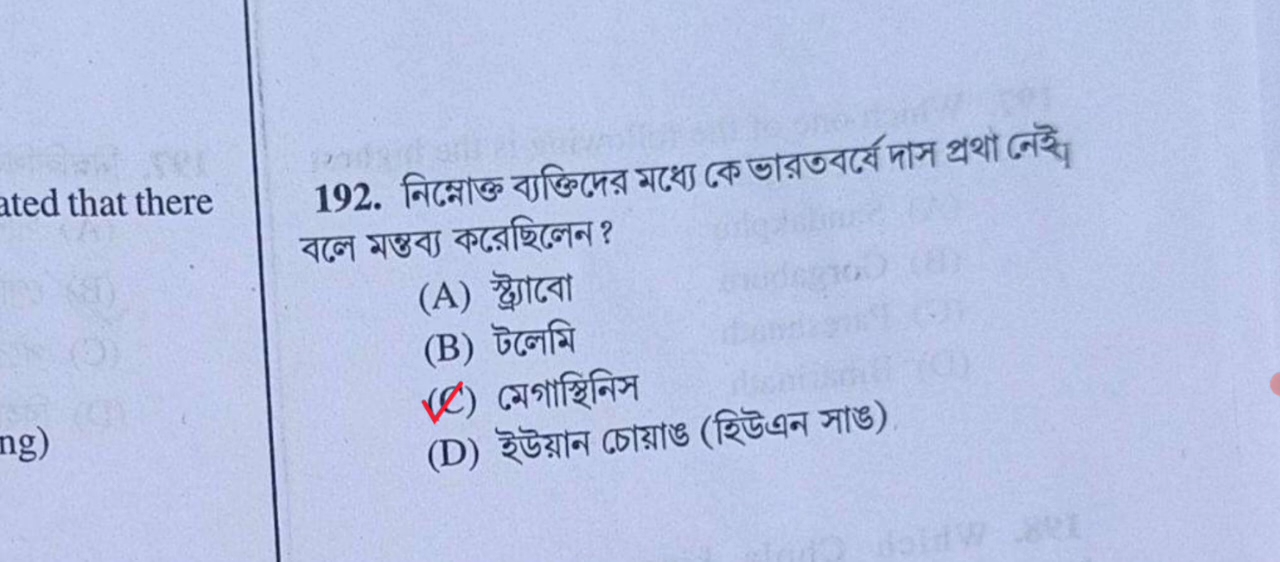 ated that there
192. নিম্নোক্ত ব্যক্তিদের মধ্যে কে ভারতবর্ষে দাস প্রথা নেই
বলে মন্তব্য করেছিলেন?
(A) স্ট্র্যাবো
(B) টলেমি
(C) মেগাস্থিনিস
(D) ইউয়ান চোয়াঙ (হিউএন সাঙ)
ng)